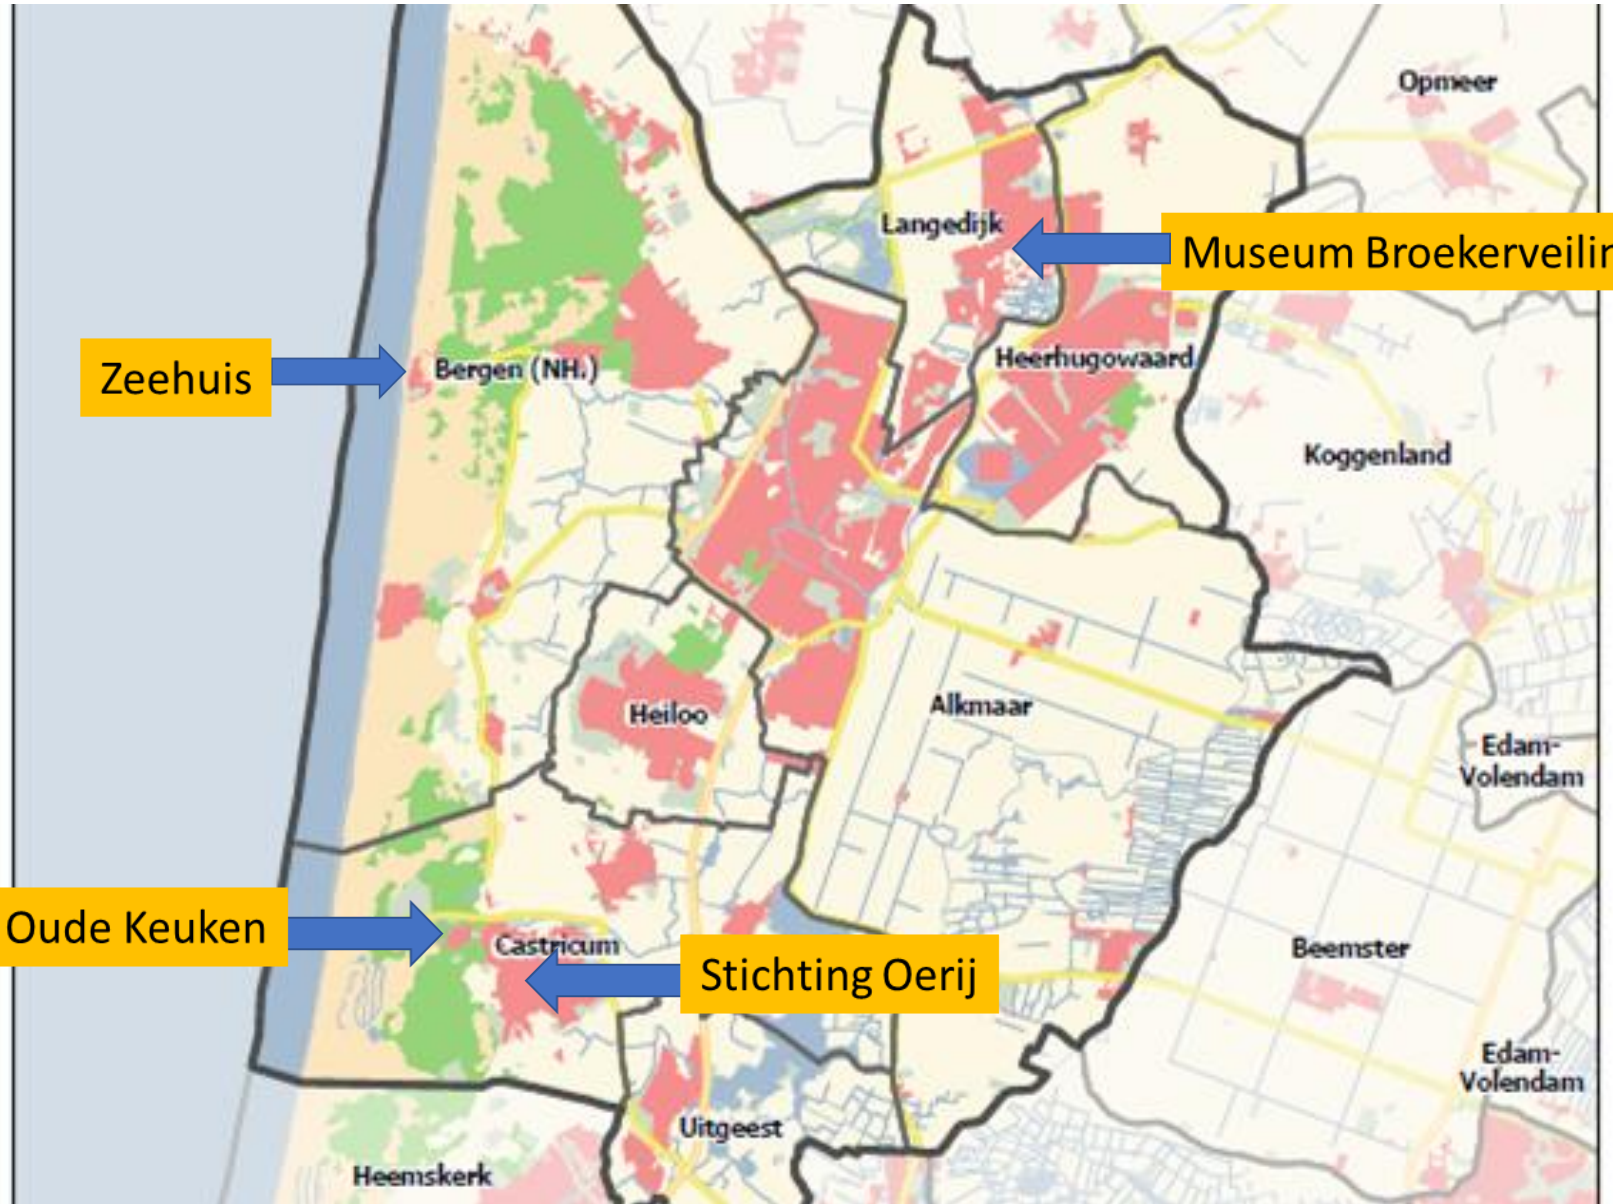 Opmeer
Langedijk
Museum Broekerveilin
Zeehuis
Bergen (NH.)
Heerhugowaard
Koggenland
Heiloo
Alkmaar
Edam-
Volendam
Oude Keuken
Castricum
Stichting Oerij
Beemster
Edam-
Volendam
Uitgeest
Heemskerk